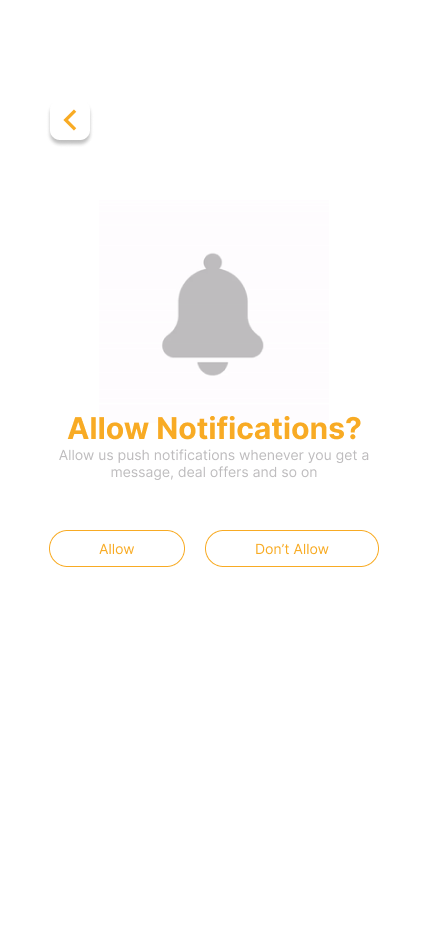 Allow Notifications?
Allow us push notifications whenever you get a
message, deal offers and so on
Allow
Don’t Allow